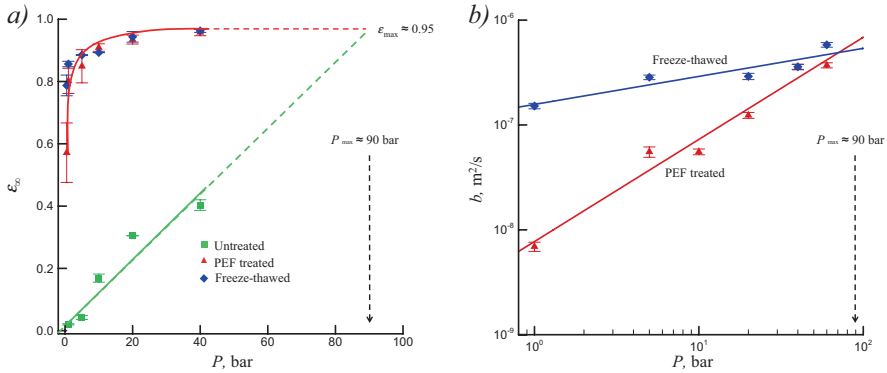 a)
1.0
0.8
0.6
0.4
0.2
0.0
ε∞
0
20
40
60
80
100
P, bar
εmax ≈ 0.95
P max ≈ 90 bar
Untreated
PEF treated
Freeze-thawed
b)
10⁻⁶
10⁻⁷
10⁻⁸
10⁻⁹
b, m²/s
10⁰
10¹
10²
P, bar
Freeze-thawed
PEF treated
P max ≈ 90 bar